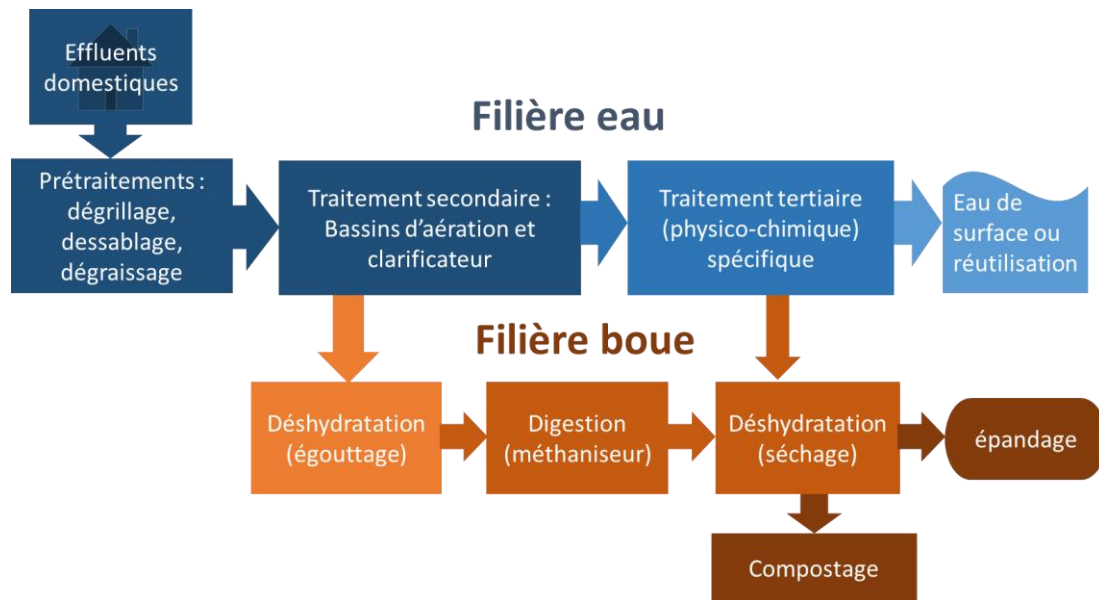 Effluents
domestiques
Filière eau
Prétraitements :
dégrillage,
dessablage,
dégraissage
Traitement secondaire :
Bassins d’aération et
clarificateur
Traitement tertiaire
(physico-chimique)
spécifique
Eau de
surface ou
réutilisation
Filière boue
Déshydratation
(égouttage)
Digestion
(méthaniseur)
Déshydratation
(séchage)
épandage
Compostage